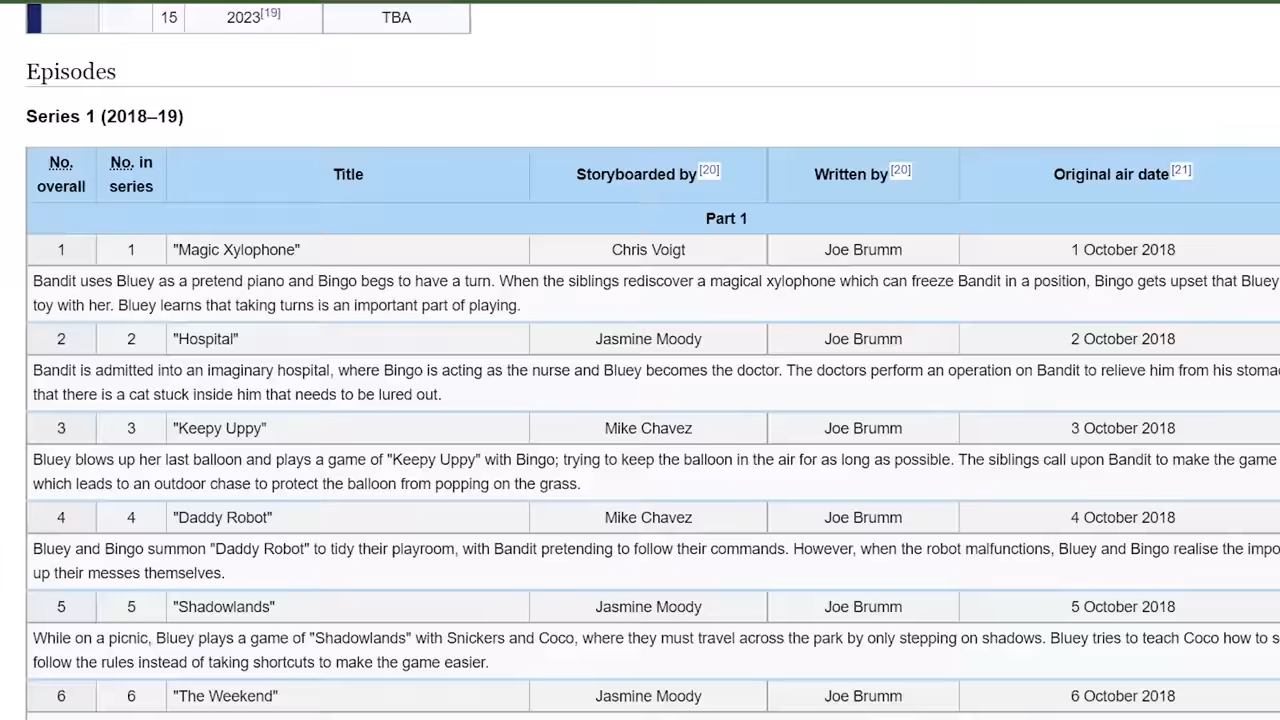 15 2023[19] TBA
Episodes
Series 1 (2018–19)
No. overall No. in series Title Storyboarded by[20] Written by[20] Original air date[21]
Part 1
1 1 "Magic Xylophone" Chris Voigt Joe Brumm 1 October 2018
Bandit uses Bluey as a pretend piano and Bingo begs to have a turn. When the siblings rediscover a magical xylophone which can freeze Bandit in a position, Bingo gets upset that Bluey
toy with her. Bluey learns that taking turns is an important part of playing.
2 2 "Hospital" Jasmine Moody Joe Brumm 2 October 2018
Bandit is admitted into an imaginary hospital, where Bingo is acting as the nurse and Bluey becomes the doctor. The doctors perform an operation on Bandit to relieve him from his stomac
that there is a cat stuck inside him that needs to be lured out.
3 3 "Keepy Uppy" Mike Chavez Joe Brumm 3 October 2018
Bluey blows up her last balloon and plays a game of "Keepy Uppy" with Bingo; trying to keep the balloon in the air for as long as possible. The siblings call upon Bandit to make the game
which leads to an outdoor chase to protect the balloon from popping on the grass.
4 4 "Daddy Robot" Mike Chavez Joe Brumm 4 October 2018
Bluey and Bingo summon "Daddy Robot" to tidy their playroom, with Bandit pretending to follow their commands. However, when the robot malfunctions, Bluey and Bingo realise the impo
up their messes themselves.
5 5 "Shadowlands" Jasmine Moody Joe Brumm 5 October 2018
While on a picnic, Bluey plays a game of "Shadowlands" with Snickers and Coco, where they must travel across the park by only stepping on shadows. Bluey tries to teach Coco how to s
follow the rules instead of taking shortcuts to make the game easier.
6 6 "The Weekend" Jasmine Moody Joe Brumm 6 October 2018